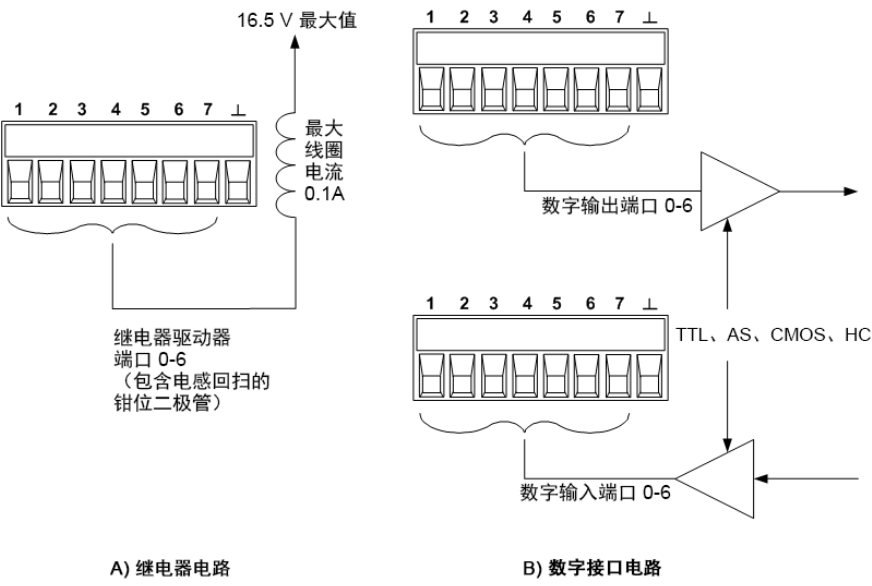 16.5 V 最大值
1 2 3 4 5 6 7 ⊥
最大
线圈
电流
0.1A
继电器驱动器
端口 0-6
（包含电感回扫的
钳位二极管）
A) 继电器电路
1 2 3 4 5 6 7 ⊥
数字输出端口 0-6
TTL、AS、CMOS、HC
1 2 3 4 5 6 7 ⊥
数字输入端口 0-6
B) 数字接口电路